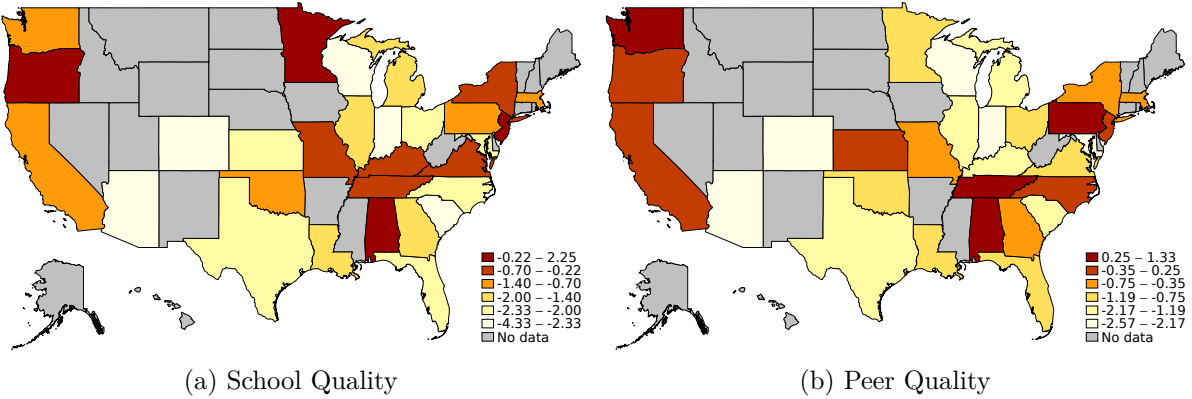 -0.22 – 2.25
-0.70 – -0.22
-1.40 – -0.70
-2.00 – -1.40
-2.33 – -2.00
-4.33 – -2.33
No data
(a) School Quality
0.25 – 1.33
-0.35 – 0.25
-0.75 – -0.35
-1.19 – -0.75
-2.17 – -1.19
-2.57 – -2.17
No data
(b) Peer Quality